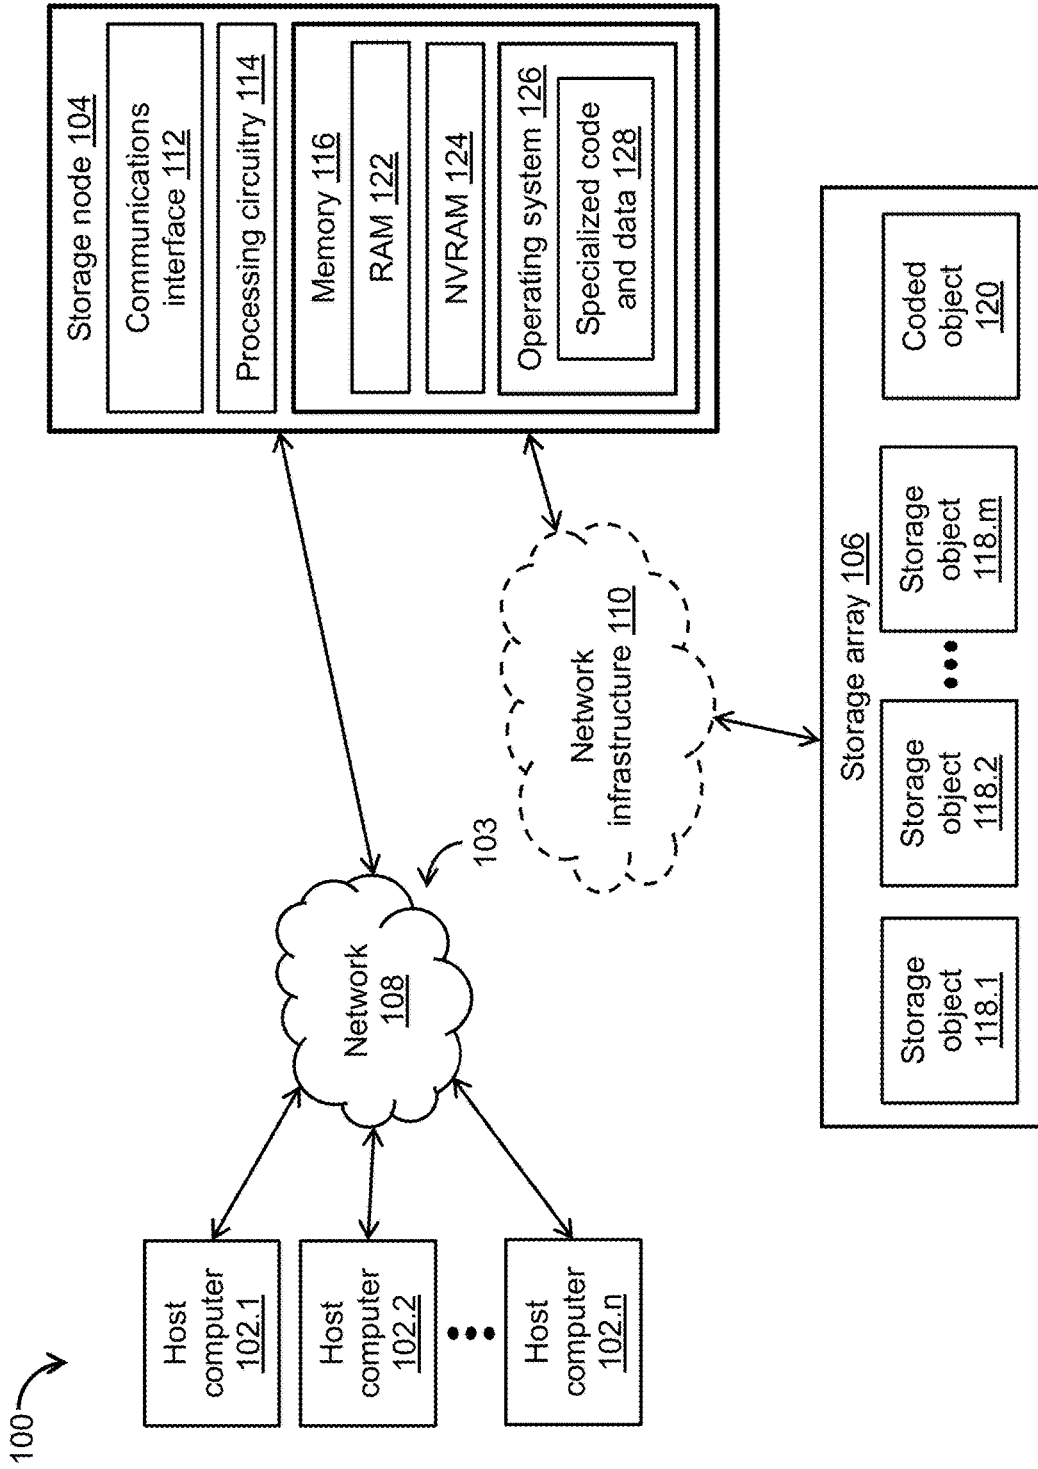 100
Host
computer
102.1
Host
computer
102.2
Host
computer
102.n
Network
108
103
Network
infrastructure 110
Storage node 104
Communications
interface 112
Processing circuitry 114
Memory 116
RAM 122
NVRAM 124
Operating system 126
Specialized code
and data 128
Storage array 106
Storage
object
118.1
Storage
object
118.2
Storage
object
118.m
Coded
object
120